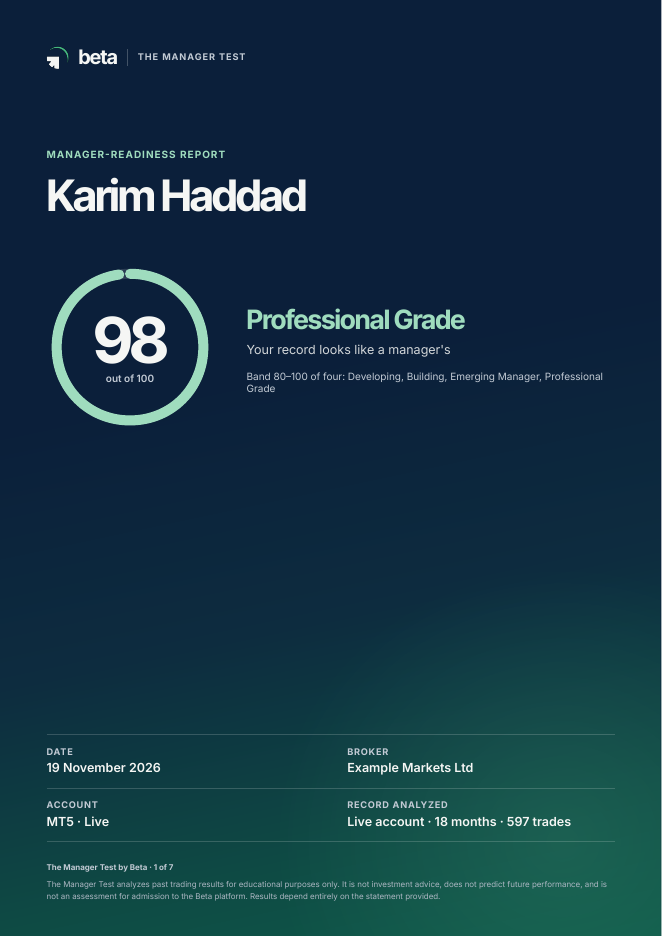 beta
THE MANAGER TEST
MANAGER-READINESS REPORT
Karim Haddad
98
out of 100
Professional Grade
Your record looks like a manager's
Band 80–100 of four: Developing, Building, Emerging Manager, Professional
Grade
DATE
19 November 2026
BROKER
Example Markets Ltd
ACCOUNT
MT5 · Live
RECORD ANALYZED
Live account · 18 months · 597 trades
The Manager Test by Beta · 1 of 7
The Manager Test analyzes past trading results for educational purposes only. It is not investment advice, does not predict future performance, and is
not an assessment for admission to the Beta platform. Results depend entirely on the statement provided.